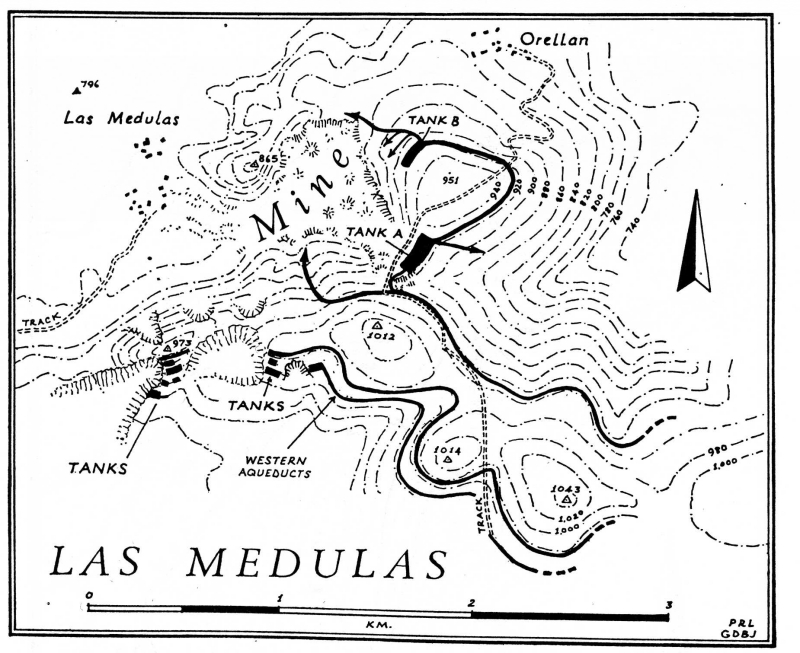 Orellan
796
Las Medulas
TANK B
865
Mine
951
940
920
900
880
860
840
820
800
780
760
740
TANK A
TRACK
1012
973
TANKS
TANKS
WESTERN
AQUEDUCTS
1014
980
1,000
1043
1,020
1,000
TRACK
LAS MEDULAS
0
1
2
3
KM.
PRL
GDBJ